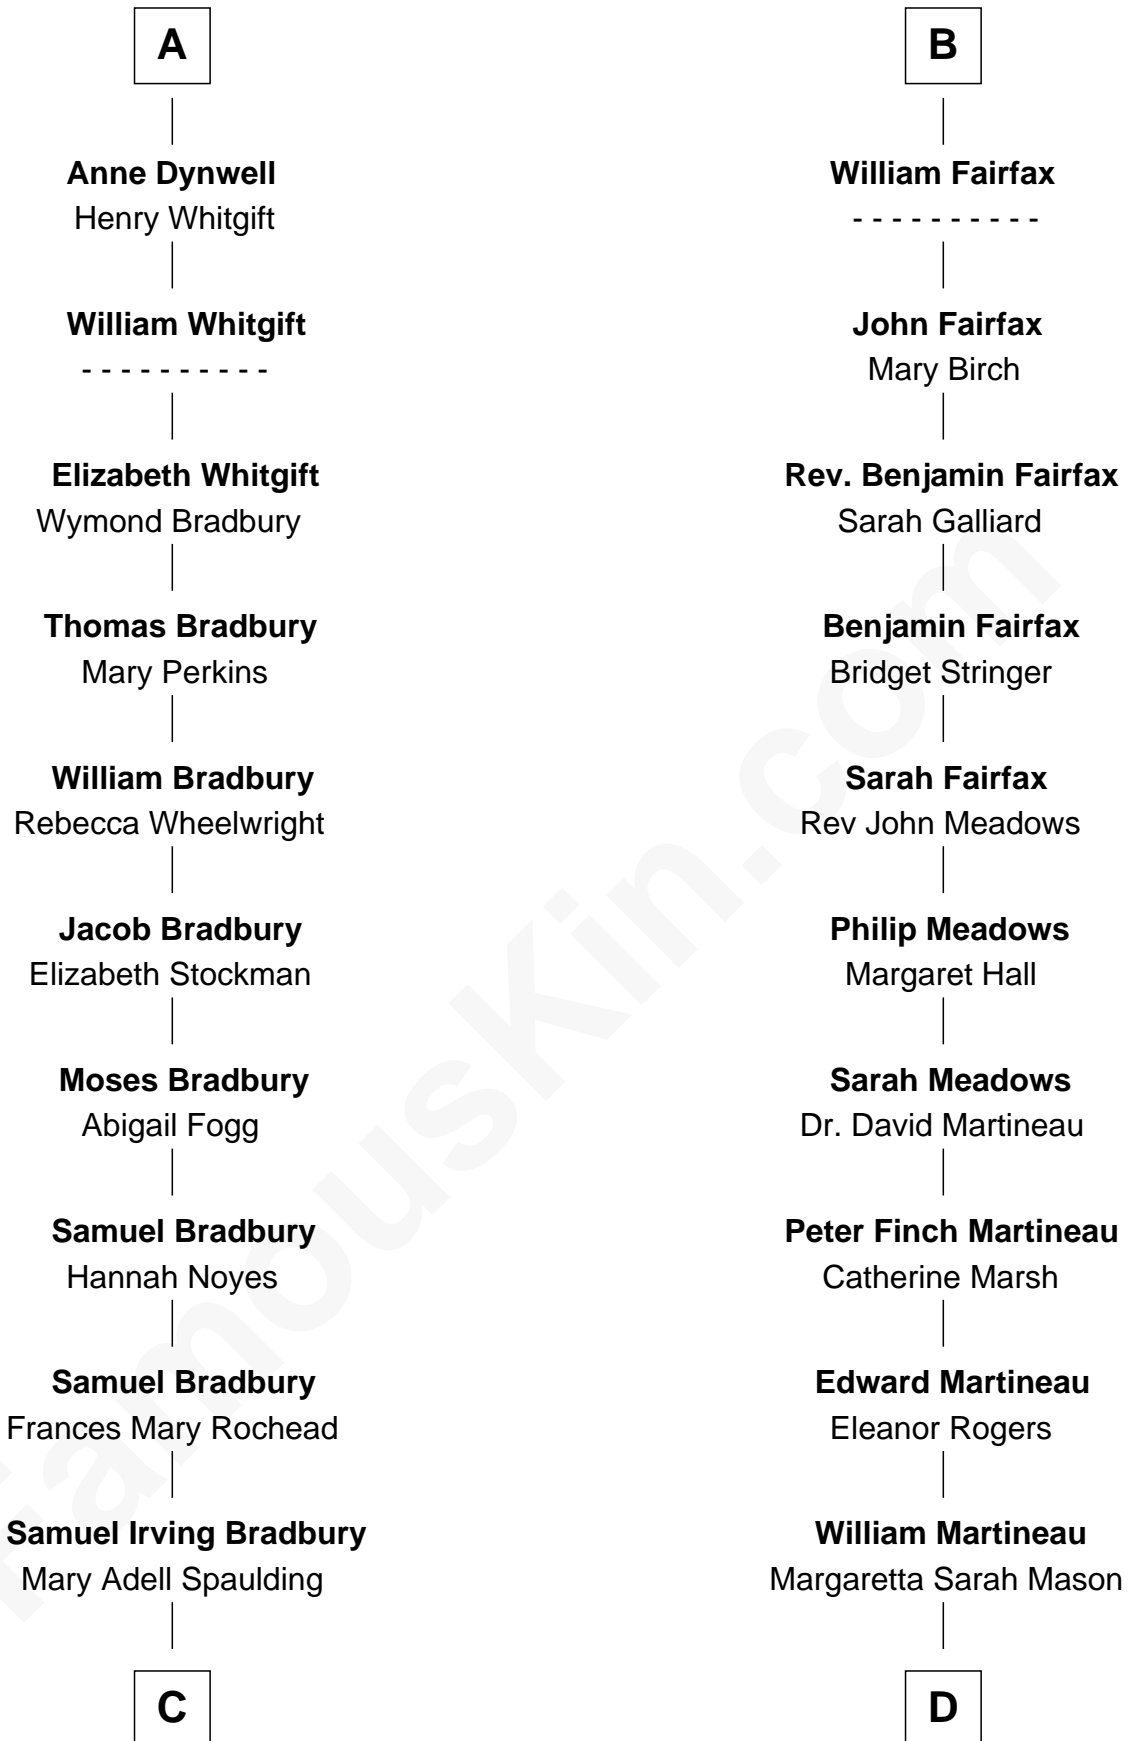 A
Anne Dynwell
Henry Whitgift
William Whitgift
- - - - - - - - - -
Elizabeth Whitgift
Wymond Bradbury
Thomas Bradbury
Mary Perkins
William Bradbury
Rebecca Wheelwright
Jacob Bradbury
Elizabeth Stockman
Moses Bradbury
Abigail Fogg
Samuel Bradbury
Hannah Noyes
Samuel Bradbury
Frances Mary Rochead
Samuel Irving Bradbury
Mary Adell Spaulding
C
B
William Fairfax
- - - - - - - - - -
John Fairfax
Mary Birch
Rev. Benjamin Fairfax
Sarah Galliard
Benjamin Fairfax
Bridget Stringer
Sarah Fairfax
Rev John Meadows
Philip Meadows
Margaret Hall
Sarah Meadows
Dr. David Martineau
Peter Finch Martineau
Catherine Marsh
Edward Martineau
Eleanor Rogers
William Martineau
Margaretta Sarah Mason
D
FamousKin.com